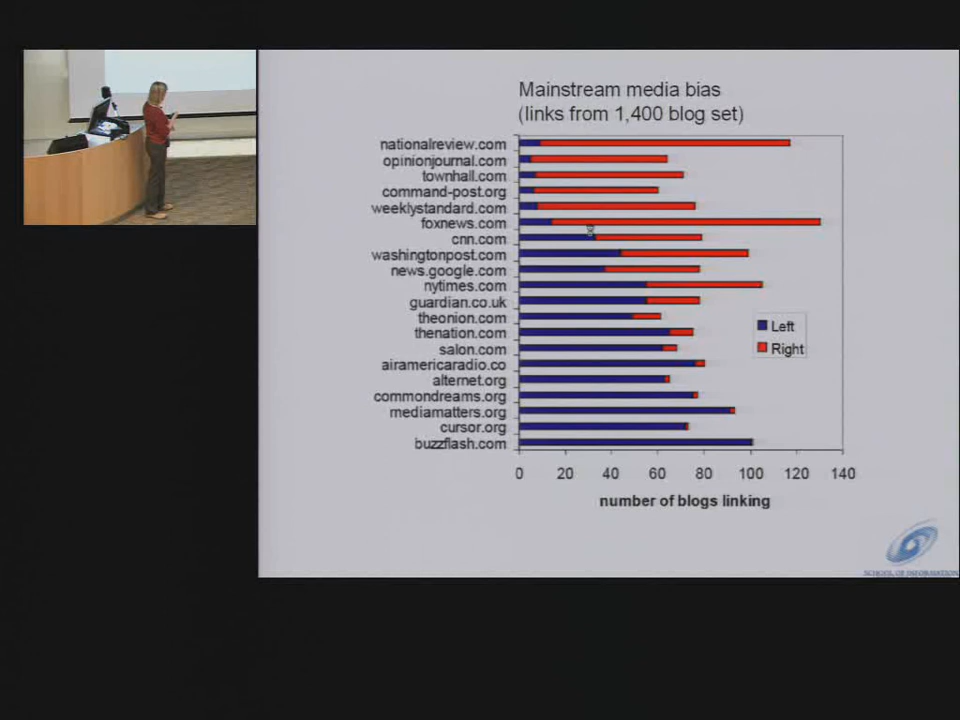 Mainstream media bias
(links from 1,400 blog set)
nationalreview.com
opinionjournal.com
townhall.com
command-post.org
weeklystandard.com
foxnews.com
cnn.com
washingtonpost.com
news.google.com
nytimes.com
guardian.co.uk
theonion.com
thenation.com
salon.com
airamericaradio.co
alternet.org
commondreams.org
mediamatters.org
cursor.org
buzzflash.com
Left
Right
0 20 40 60 80 100 120 140
number of blogs linking
SCHOOL OF INFORMATION